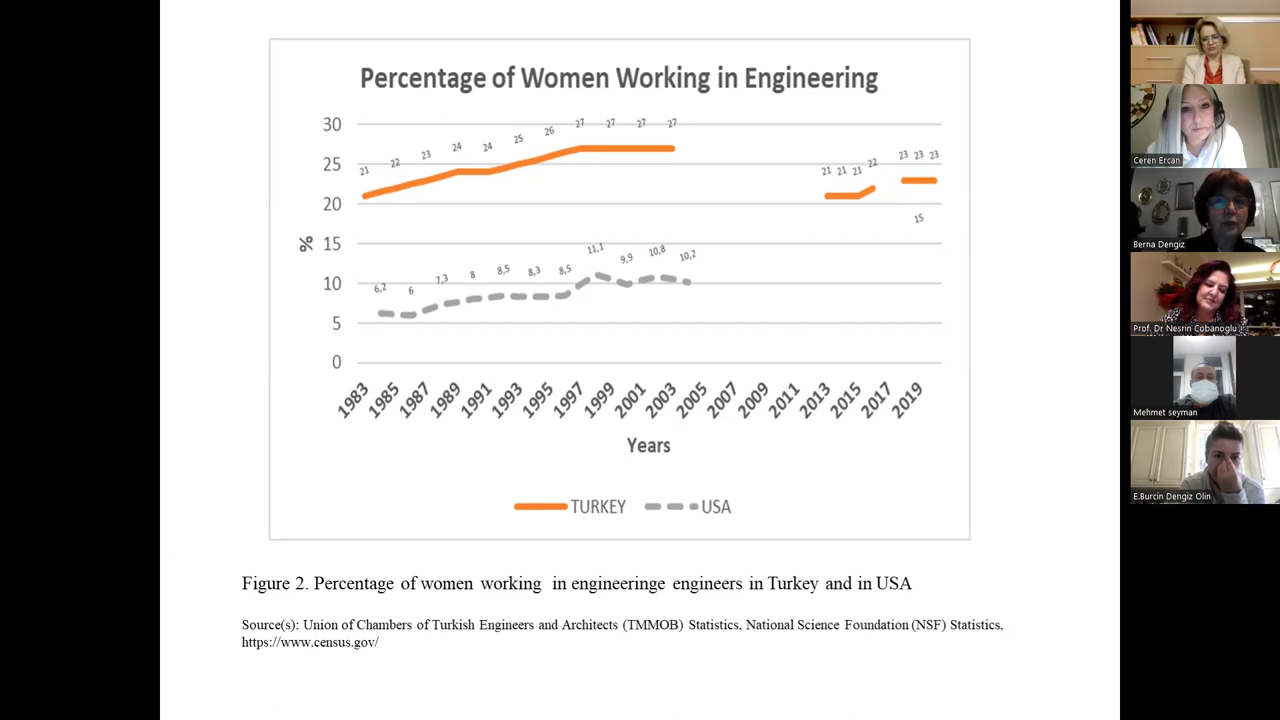 Percentage of Women Working in Engineering
30
25
20
15
10
5
0
%
21 22 23 24 24 25 26 27 27 27 27 21 21 21 22 23 23 23
15
6,2 6 7,3 8 8,5 8,3 8,5 11,1 9,9 10,8 10,2
1983 1985 1987 1989 1991 1993 1995 1997 1999 2001 2003 2005 2007 2009 2011 2013 2015 2017 2019
Years
TURKEY USA
Figure 2. Percentage of women working in engineeringe engineers in Turkey and in USA
Source(s): Union of Chambers of Turkish Engineers and Architects (TMMOB) Statistics, National Science Foundation (NSF) Statistics,
https://www.census.gov/
Ceren Ercan
Berna Dengiz
Prof. Dr Nesrin Cobanoglu
Mehmet seyman
E.Burcin Dengiz Olin